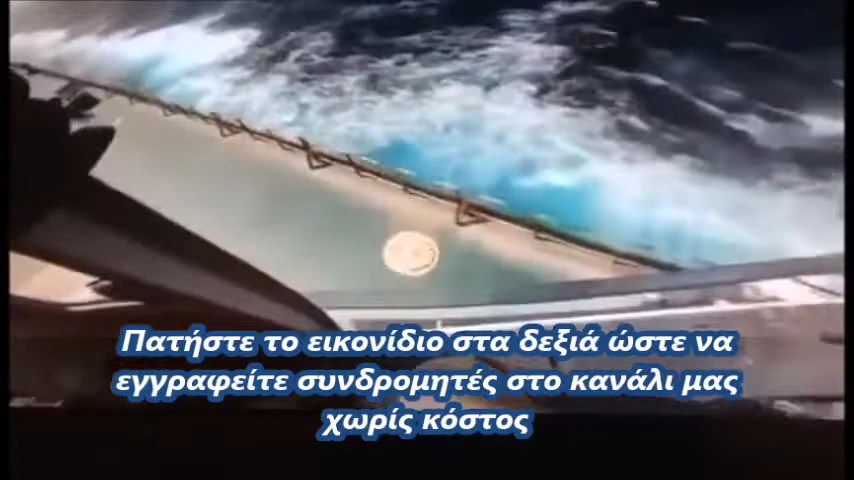 Πατήστε το εικονίδιο στα δεξιά ώστε να
εγγραφείτε συνδρομητές στο κανάλι μας
χωρίς κόστος